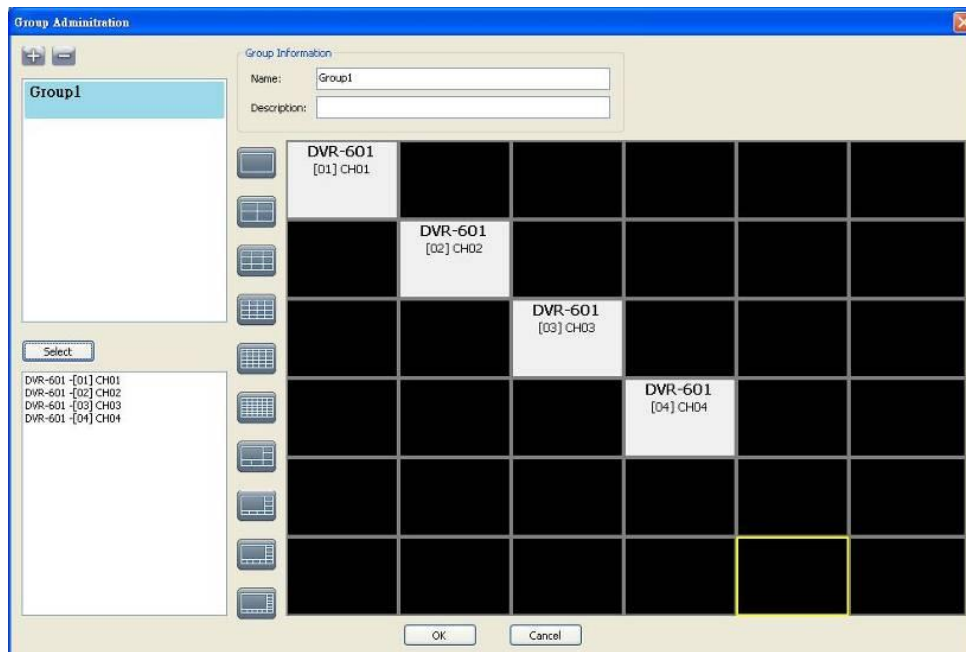 Group Adminitration
Group Information
Name: Group1
Description:
Group1
DVR-601
[01] CH01
DVR-601
[02] CH02
DVR-601
[03] CH03
DVR-601
[04] CH04
Select
DVR-601 -[01] CH01
DVR-601 -[02] CH02
DVR-601 -[03] CH03
DVR-601 -[04] CH04
OK
Cancel